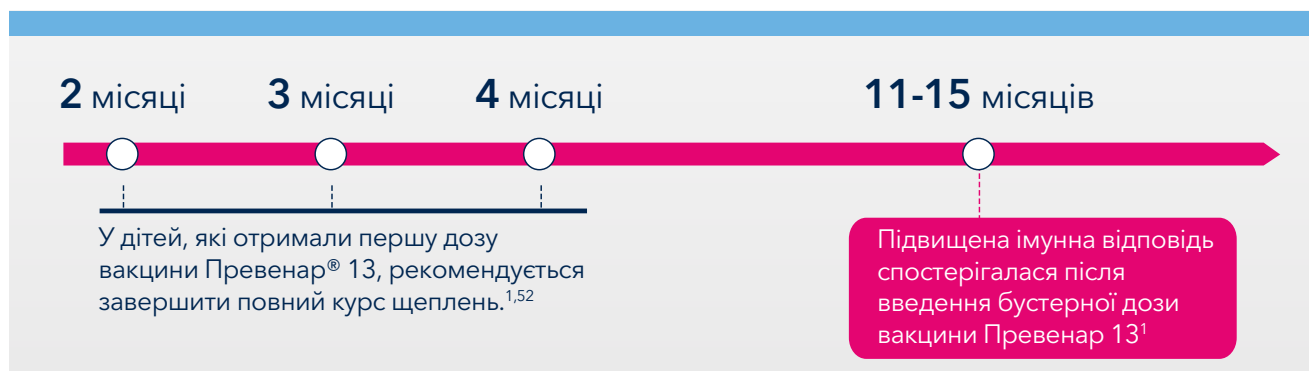 2 місяці 3 місяці 4 місяці 11-15 місяців
У дітей, які отримали першу дозу
вакцини Превенар® 13, рекомендується
завершити повний курс щеплень.1,52
Підвищена імунна відповідь
спостерігалася після
введення бустерної дози
вакцини Превенар 131